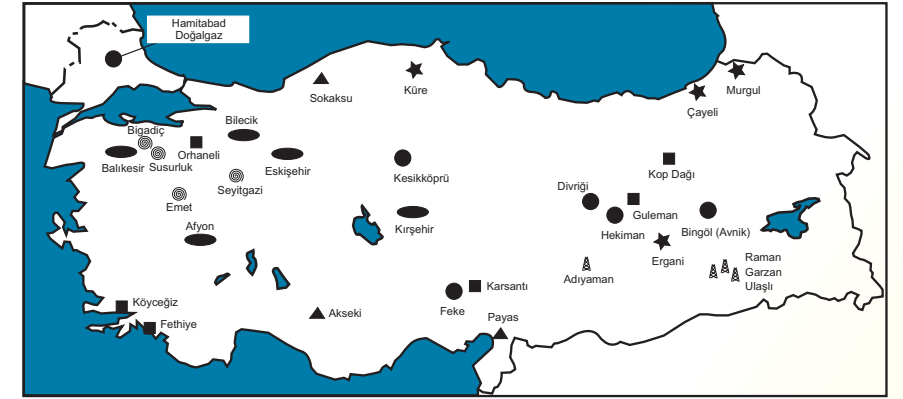 Hamitabad
Doğalgaz
Sokaksu
Küre
Murgul
Çayeli
Bilecik
Bigadiç
Orhaneli
Balıkesir
Susurluk
Eskişehir
Seyitgazi
Emet
Kesikköprü
Kop Dağı
Divriği
Guleman
Hekiman
Bingöl (Avnik)
Kırşehir
Afyon
Ergani
Adıyaman
Raman
Garzan
Ulaşlı
Köyceğiz
Fethiye
Akseki
Karsantı
Feke
Payas